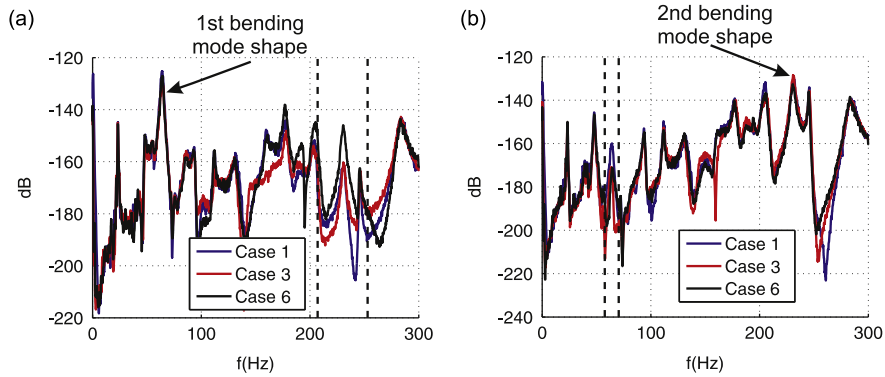 (a)
1st bending
mode shape
-120
-140
-160
-180
-200
-220
dB
0
100
200
300
f(Hz)
Case 1
Case 3
Case 6
(b)
2nd bending
mode shape
-120
-140
-160
-180
-200
-220
-240
dB
0
100
200
300
f(Hz)
Case 1
Case 3
Case 6